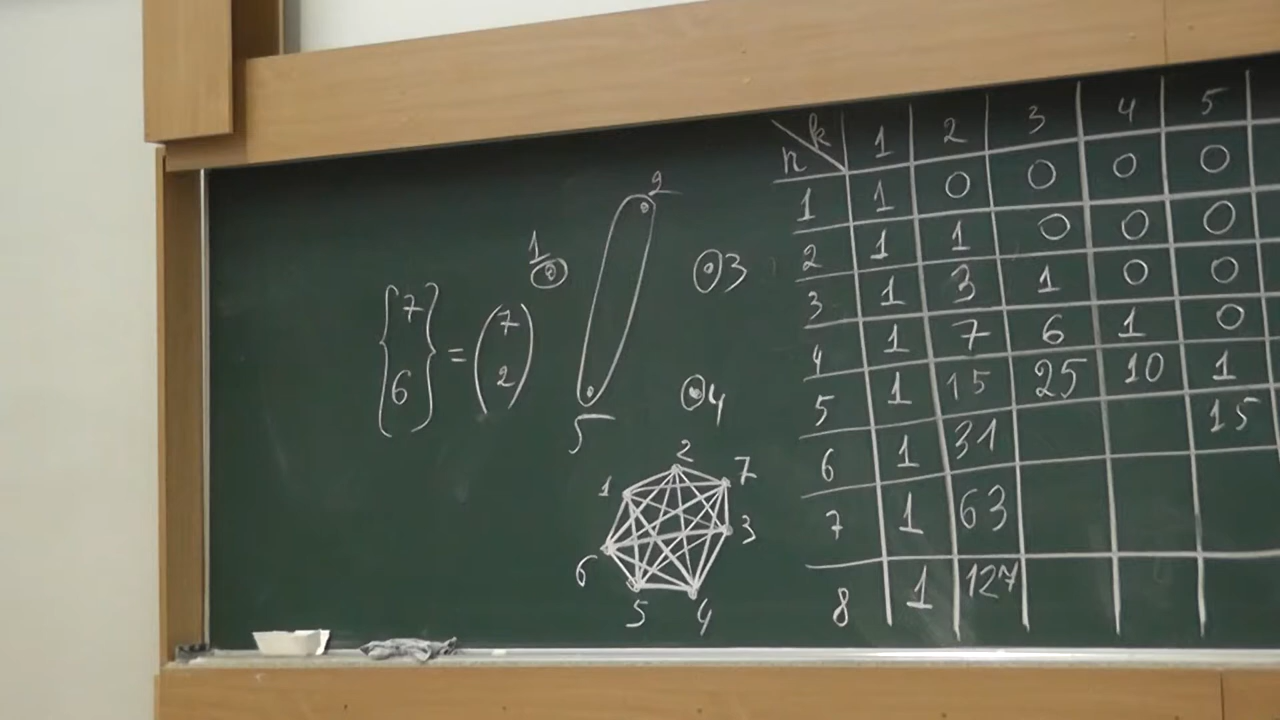 {7 6} = (7 2)
1 2 3 4 5
1 2 7 3 4 5 6
n k 1 2 3 4 5
1 1 0 0 0 0
2 1 1 0 0 0
3 1 3 1 0 0
4 1 7 6 1 0
5 1 15 25 10 1
6 1 31 15
7 1 63
8 1 127